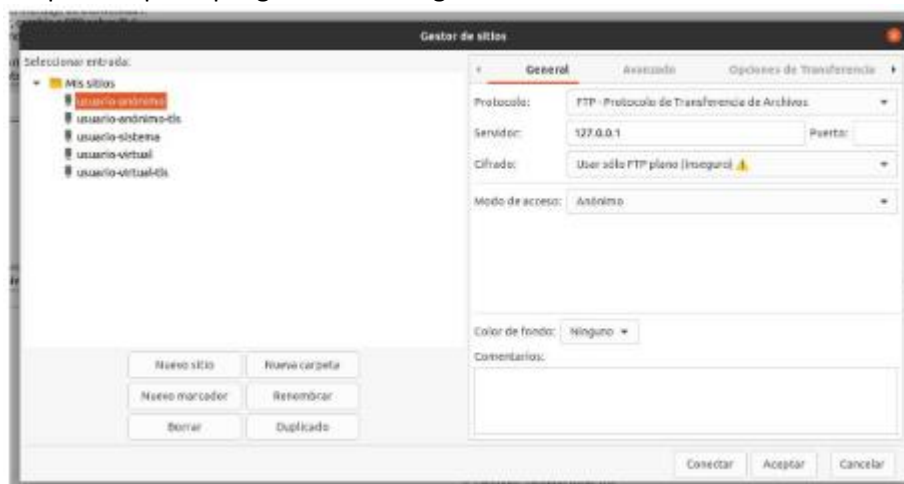 Gestor de sitios
Seleccionar entrada:
Mis sitios
usuario-anónimo
usuario-anónimo-tls
usuario-sistema
usuario-virtual
usuario-virtual-tls
Nuevo sitio Nueva carpeta
Nuevo marcador Renombrar
Borrar Duplicado
General Avanzado Opciones de Transferencia
Protocolo: FTP - Protocolo de Transferencia de Archivos
Servidor: 127.0.0.1 Puerto:
Cifrado: Usar sólo FTP plano (inseguro)
Modo de acceso: Anónimo
Color de fondo: Ninguno
Comentarios:
Conectar Aceptar Cancelar